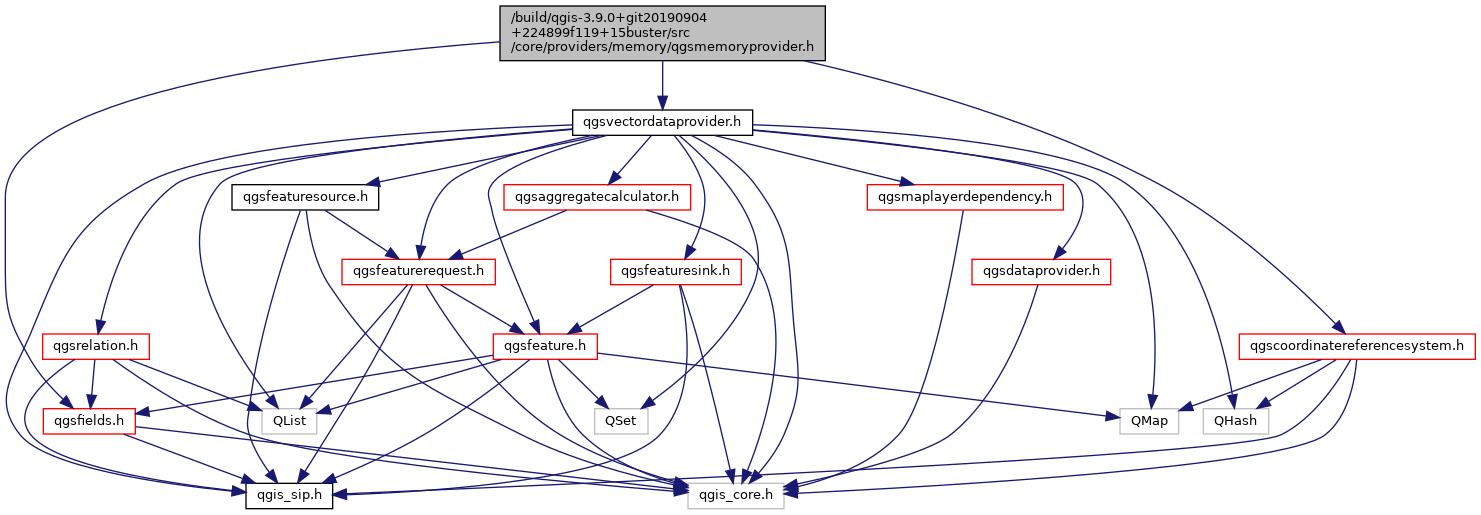 /build/qgis-3.9.0+git20190904
+224899f119+15buster/src
/core/providers/memory/qgsmemoryprovider.h
qgsvectordataprovider.h
qgsfeaturesource.h
qgsaggregatecalculator.h
qgsmaplayerdependency.h
qgsfeaturerequest.h
qgsfeaturesink.h
qgsdataprovider.h
qgsrelation.h
qgsfeature.h
qgscoordinatereferencesystem.h
qgsfields.h
QList
QSet
QMap
QHash
qgis_sip.h
qgis_core.h